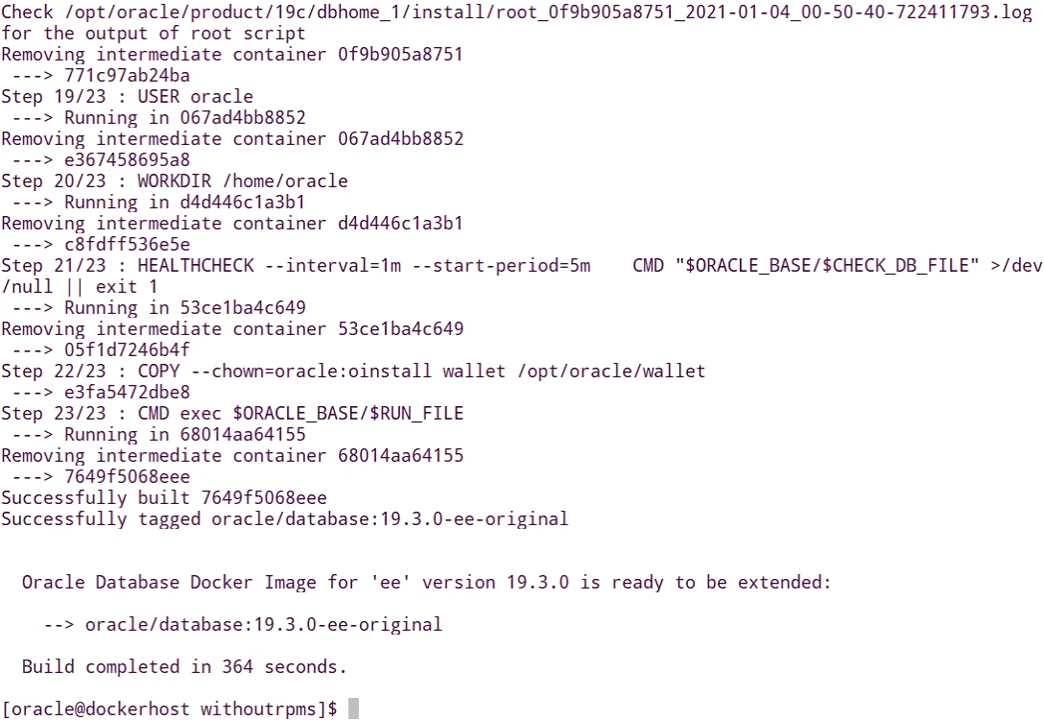 Check /opt/oracle/product/19c/dbhome_1/install/root_0f9b905a8751_2021-01-04_00-50-40-722411793.log
for the output of root script
Removing intermediate container 0f9b905a8751
 ---> 771c97ab24ba
Step 19/23 : USER oracle
 ---> Running in 067ad4bb8852
Removing intermediate container 067ad4bb8852
 ---> e367458695a8
Step 20/23 : WORKDIR /home/oracle
 ---> Running in d4d446c1a3b1
Removing intermediate container d4d446c1a3b1
 ---> c8fdff536e5e
Step 21/23 : HEALTHCHECK --interval=1m --start-period=5m    CMD "$ORACLE_BASE/$CHECK_DB_FILE" >/dev
/null || exit 1
 ---> Running in 53ce1ba4c649
Removing intermediate container 53ce1ba4c649
 ---> 05f1d7246b4f
Step 22/23 : COPY --chown=oracle:oinstall wallet /opt/oracle/wallet
 ---> e3fa5472dbe8
Step 23/23 : CMD exec $ORACLE_BASE/$RUN_FILE
 ---> Running in 68014aa64155
Removing intermediate container 68014aa64155
 ---> 7649f5068eee
Successfully built 7649f5068eee
Successfully tagged oracle/database:19.3.0-ee-original
  Oracle Database Docker Image for 'ee' version 19.3.0 is ready to be extended:
    --> oracle/database:19.3.0-ee-original
  Build completed in 364 seconds.
[oracle@dockerhost withoutrpms]$